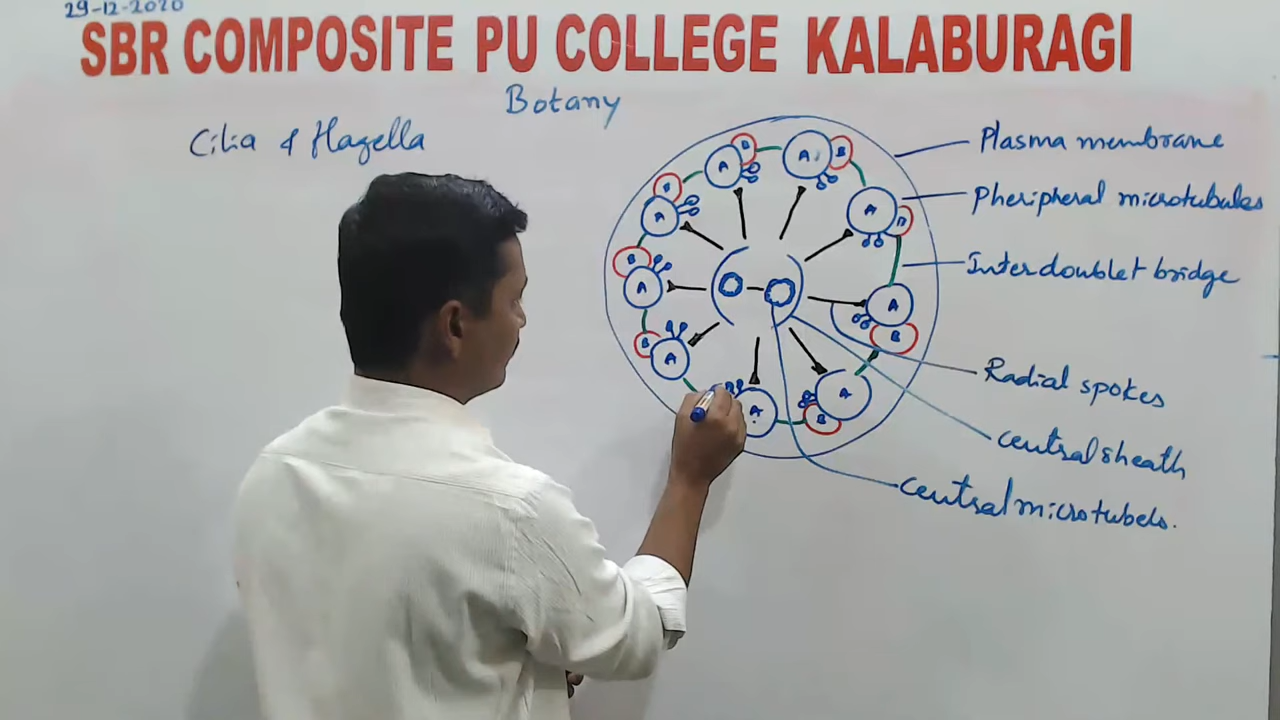 29-12-2020
SBR COMPOSITE PU COLLEGE KALABURAGI
Botany
Cilia & Flagella
Plasma membrane
Pheripheral microtubules
Interdoublet bridge
Radial spokes
central sheath
central microtubels.
A B
A B
A B
A B
A B
A B
A B
A B
A